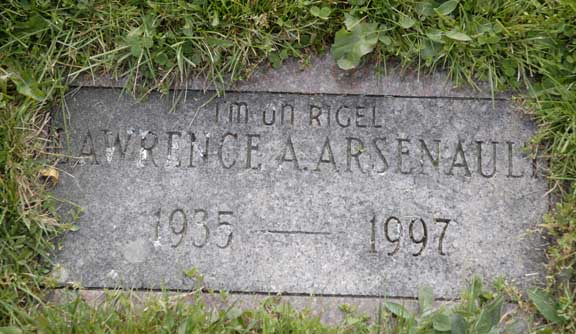 I'M ON RIGEL
LAWRENCE A. ARSENAULT
1935 — 1997